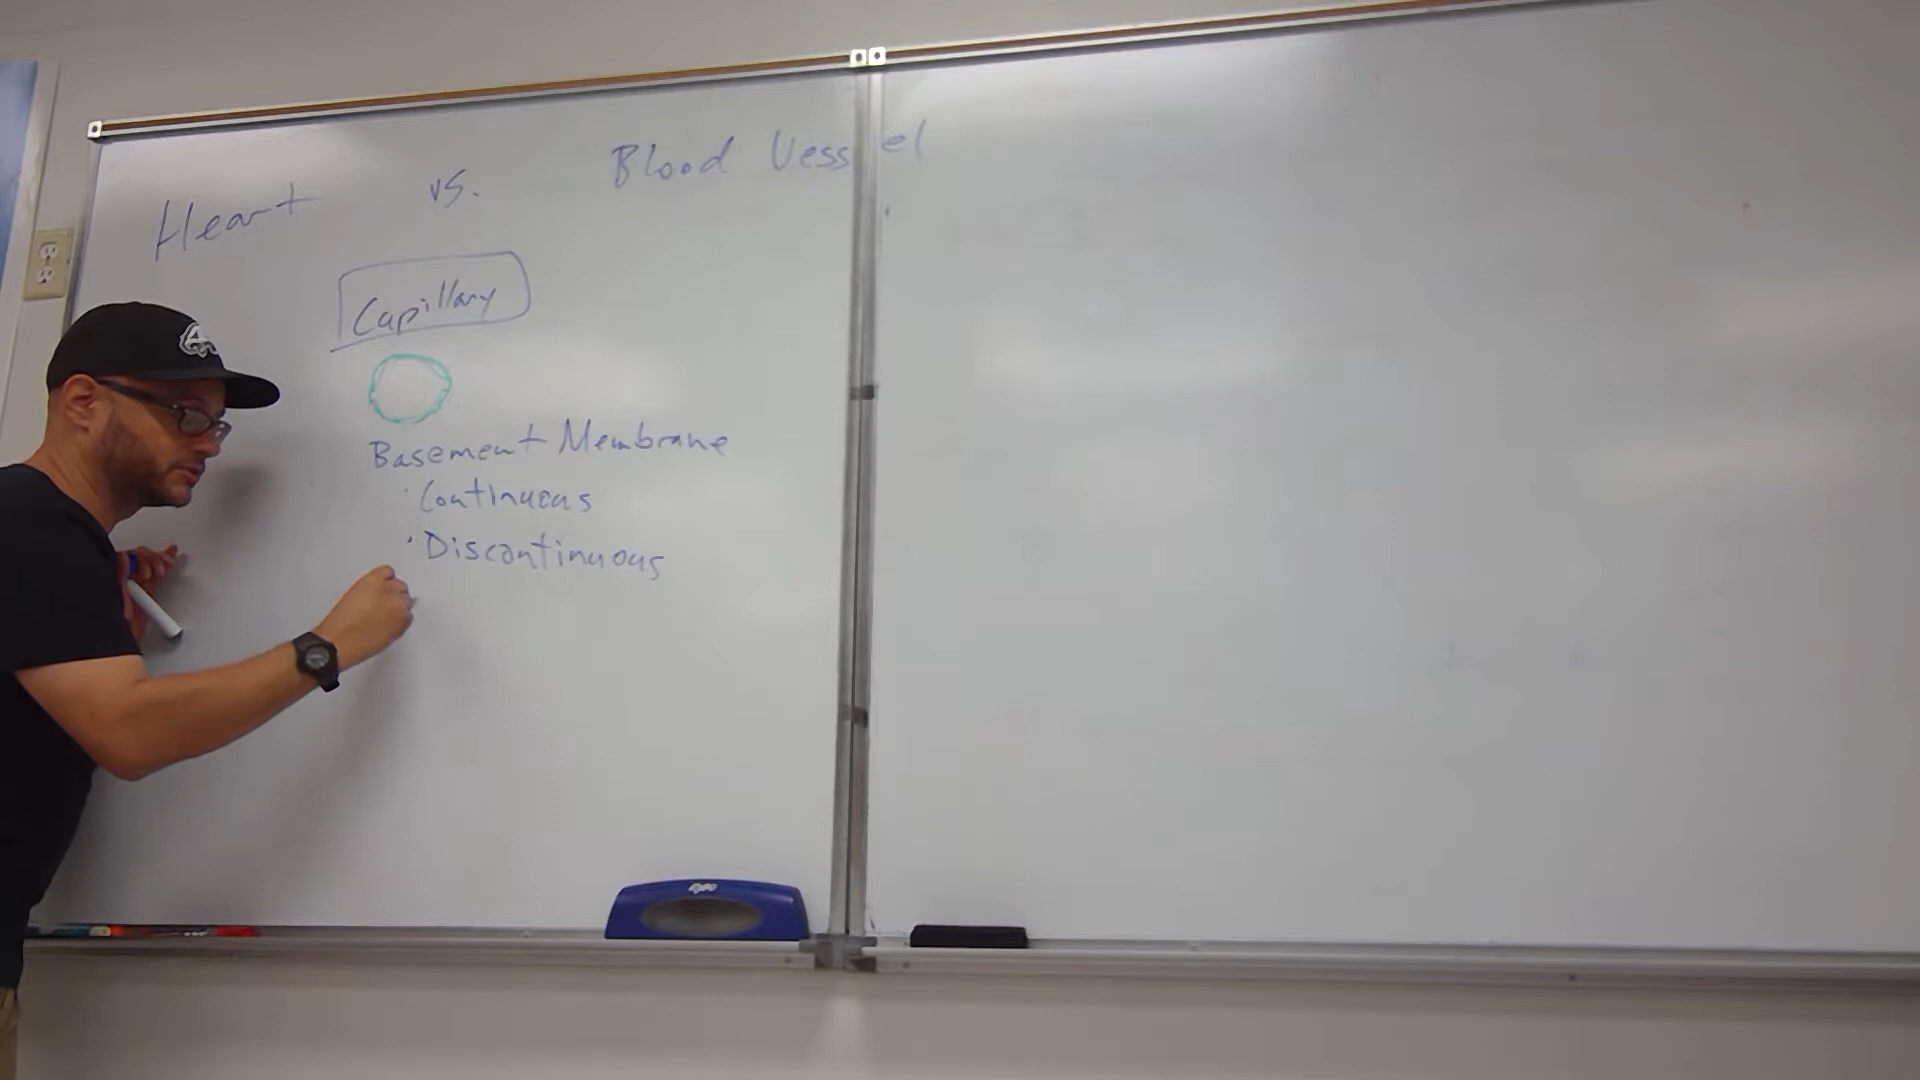 Heart vs. Blood Vessel
Capillary
Basement Membrane
· Continuous
· Discontinuous